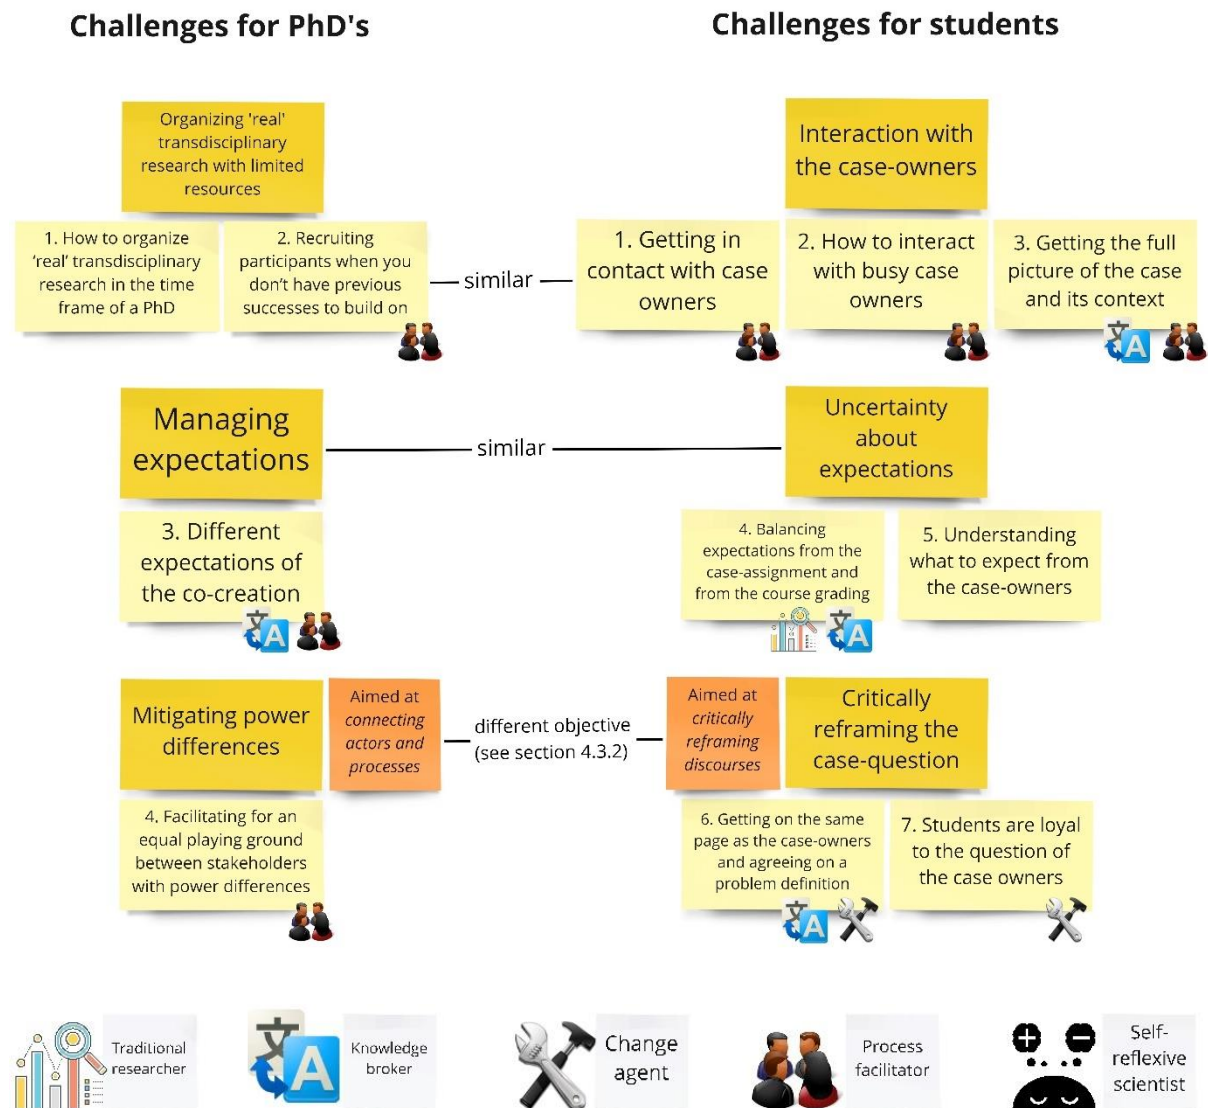 Challenges for PhD's
Challenges for students
Organizing 'real'
transdisciplinary
research with limited
resources
Interaction with
the case-owners
1. How to organize
‘real’ transdisciplinary
research in the time
frame of a PhD
2. Recruiting
participants when you
don’t have previous
successes to build on
similar
1. Getting in
contact with case
owners
2. How to interact
with busy case
owners
3. Getting the full
picture of the case
and its context
文
A
Managing
expectations
similar
Uncertainty
about
expectations
3. Different
expectations of
the co-creation
文
A
4. Balancing
expectations from the
case-assignment and
from the course grading
文
A
5. Understanding
what to expect from
the case-owners
Mitigating power
differences
Aimed at
connecting
actors and
processes
different objective
(see section 4.3.2)
Aimed at
critically
reframing
discourses
Critically
reframing the
case-question
4. Facilitating for an
equal playing ground
between stakeholders
with power differences
6. Getting on the same
page as the case-owners
and agreeing on a
problem definition
文
A
7. Students are loyal
to the question of
the case owners
Traditional
researcher
文
A
Knowledge
broker
Change
agent
Process
facilitator
Self-
reflexive
scientist